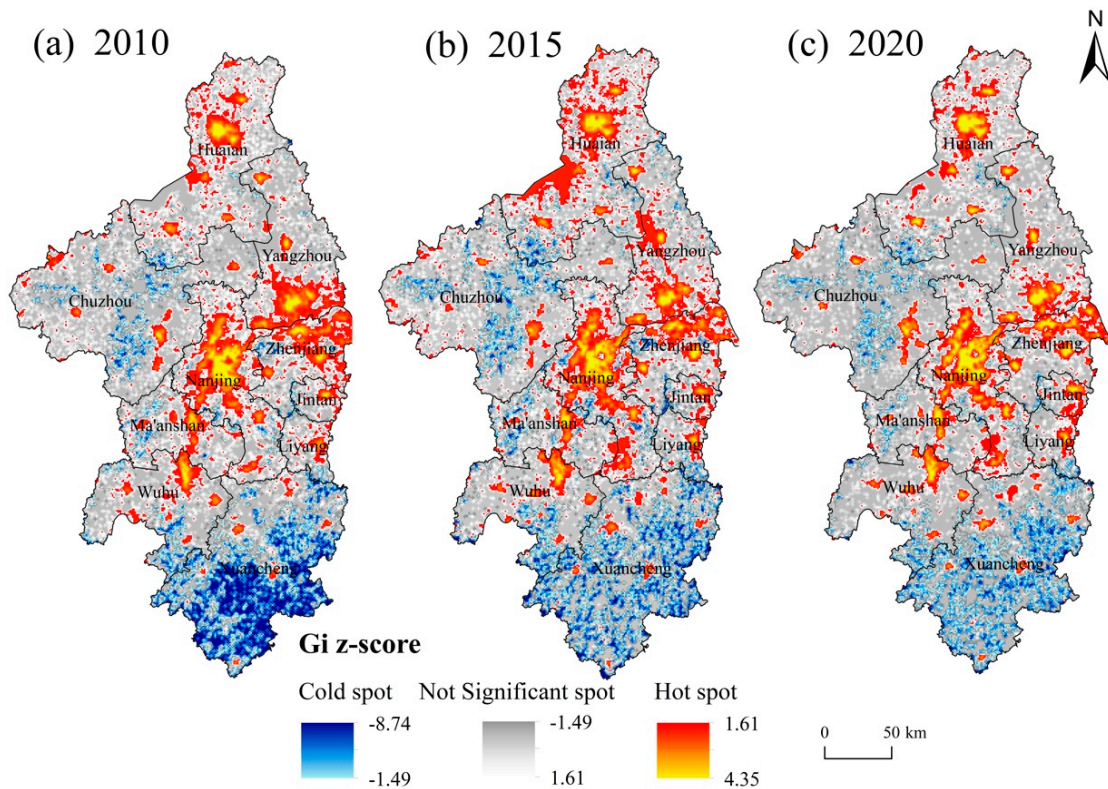 (a) 2010
(b) 2015
(c) 2020
N
Huaian
Yangzhou
Chuzhou
Zhenjiang
Nanjing
Jintan
Ma'anshan
Liyang
Wuhu
Xuancheng
Huaian
Yangzhou
Chuzhou
Zhenjiang
Nanjing
Jintan
Ma'anshan
Liyang
Wuhu
Xuancheng
Huaian
Yangzhou
Chuzhou
Zhenjiang
Nanjing
Jintan
Ma'anshan
Liyang
Wuhu
Xuancheng
Gi z-score
Cold spot
Not Significant spot
Hot spot
-8.74
-1.49
-1.49
1.61
1.61
4.35
0 50 km